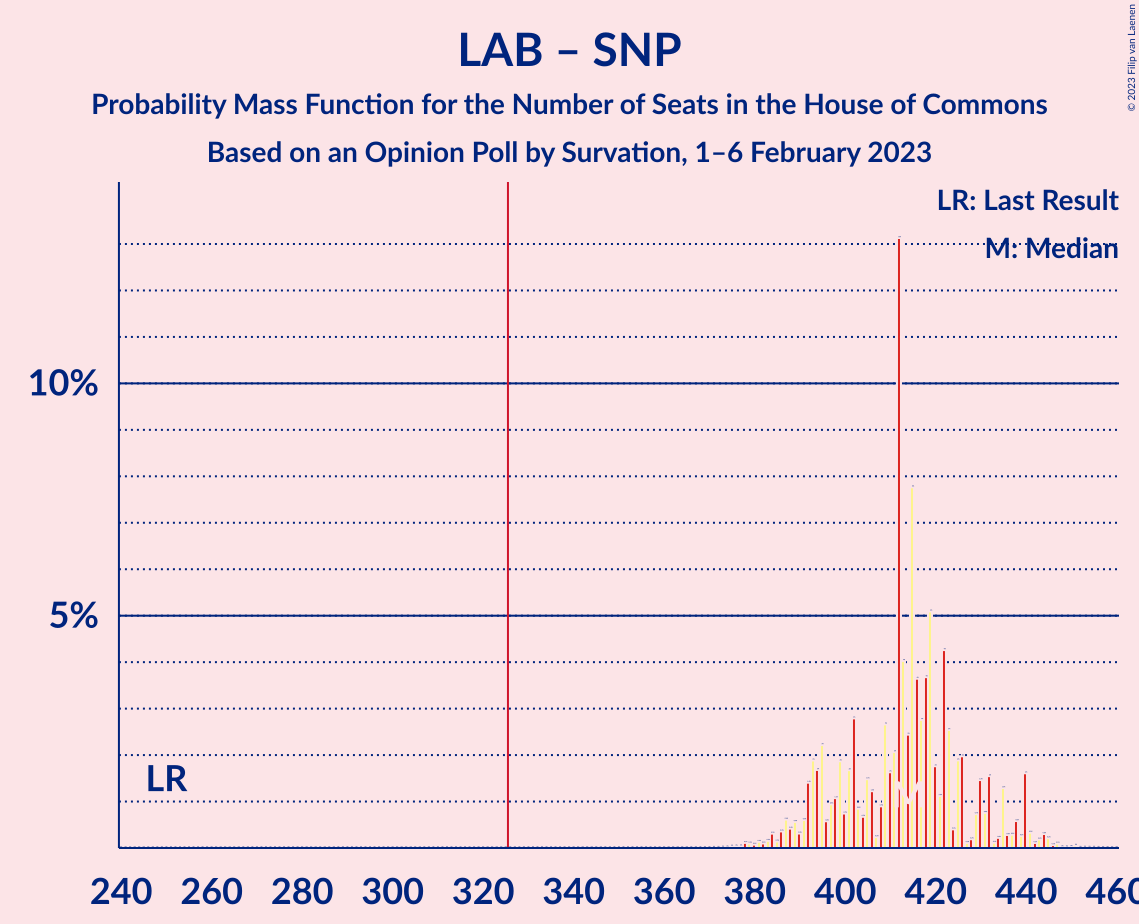 LAB – SNP
Probability Mass Function for the Number of Seats in the House of Commons
Based on an Opinion Poll by Survation, 1–6 February 2023
© 2023 Filip van Laenen
LR: Last Result
M: Median
10%
5%
LR
M
240 260 280 300 320 340 360 380 400 420 440 460